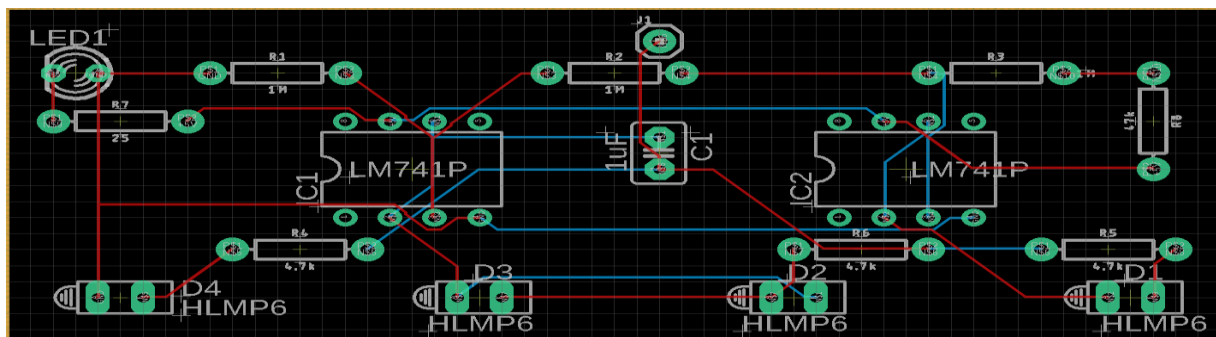 LED1
J1
R1
1M
R2
1M
R3
1M
R7
25
47k
R8
IC1
LM741P
1uF
C1
IC2
LM741P
R4
4.7k
R6
4.7k
R5
4.7k
D4
HLMP6
D3
HLMP6
D2
HLMP6
D1
HLMP6